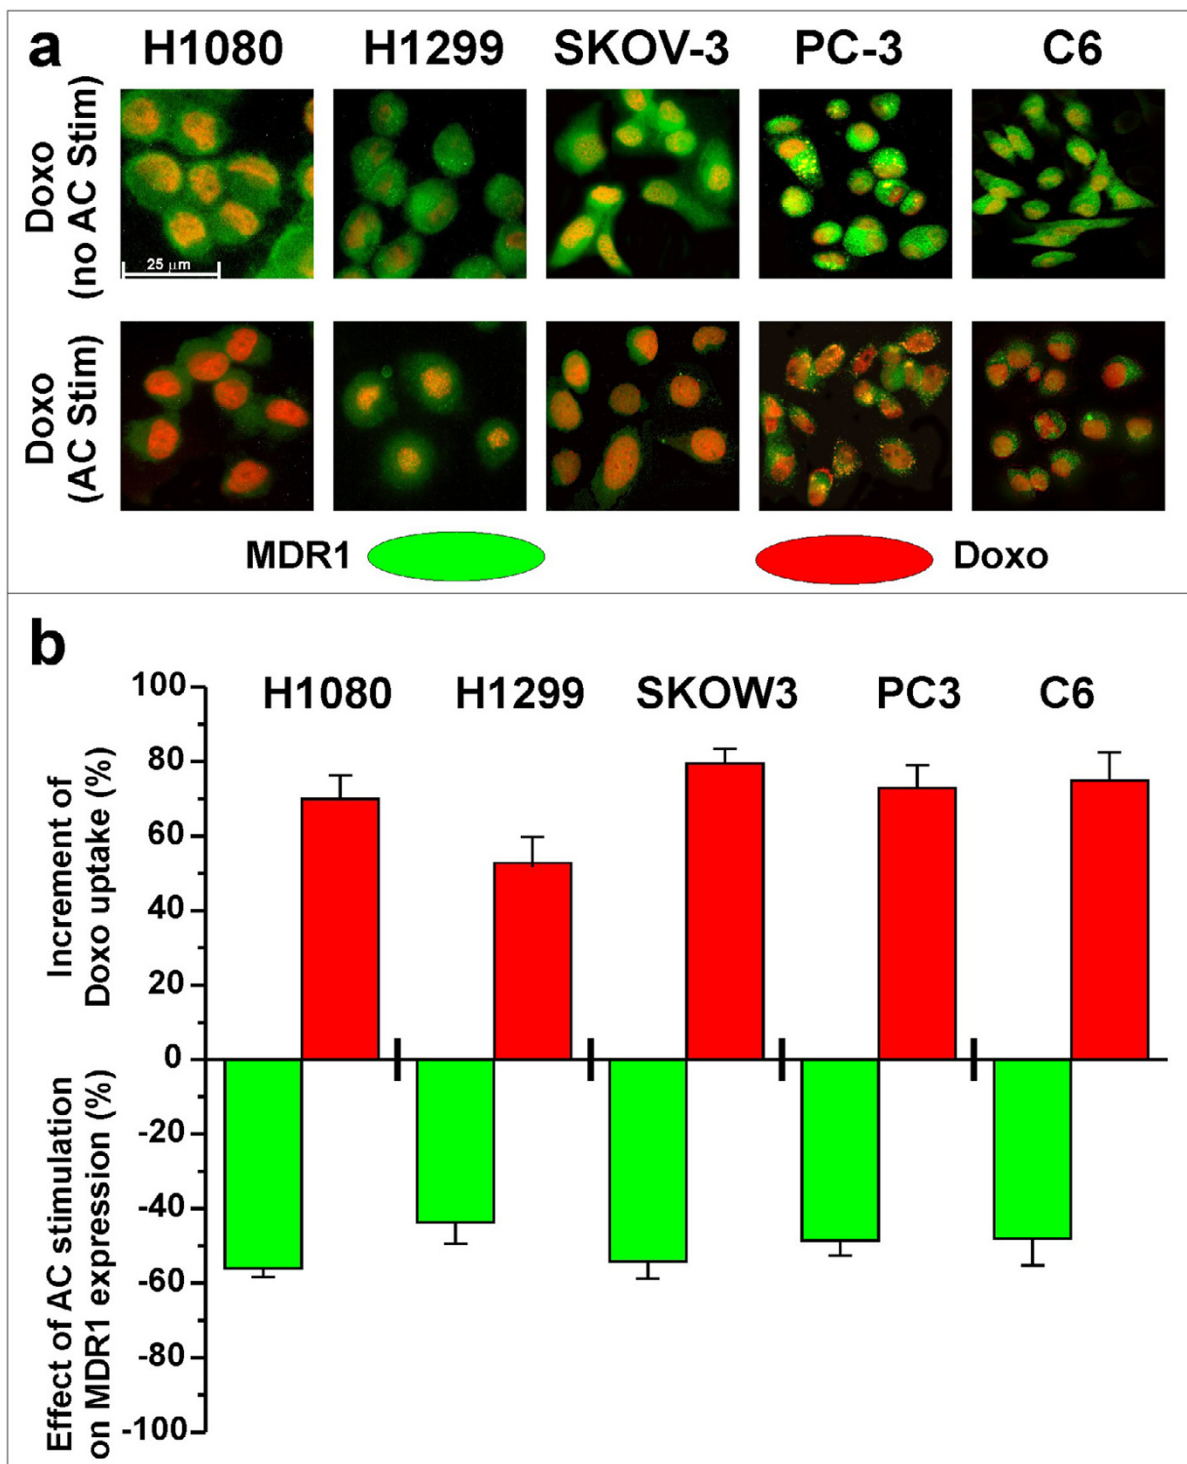 a
H1080 H1299 SKOV-3 PC-3 C6
Doxo
(no AC Stim)
25 μm
Doxo
(AC Stim)
MDR1 Doxo
b
H1080 H1299 SKOW3 PC3 C6
Increment of
Doxo uptake (%)
Effect of AC stimulation
on MDR1 expression (%)
100
80
60
40
20
0
-20
-40
-60
-80
-100